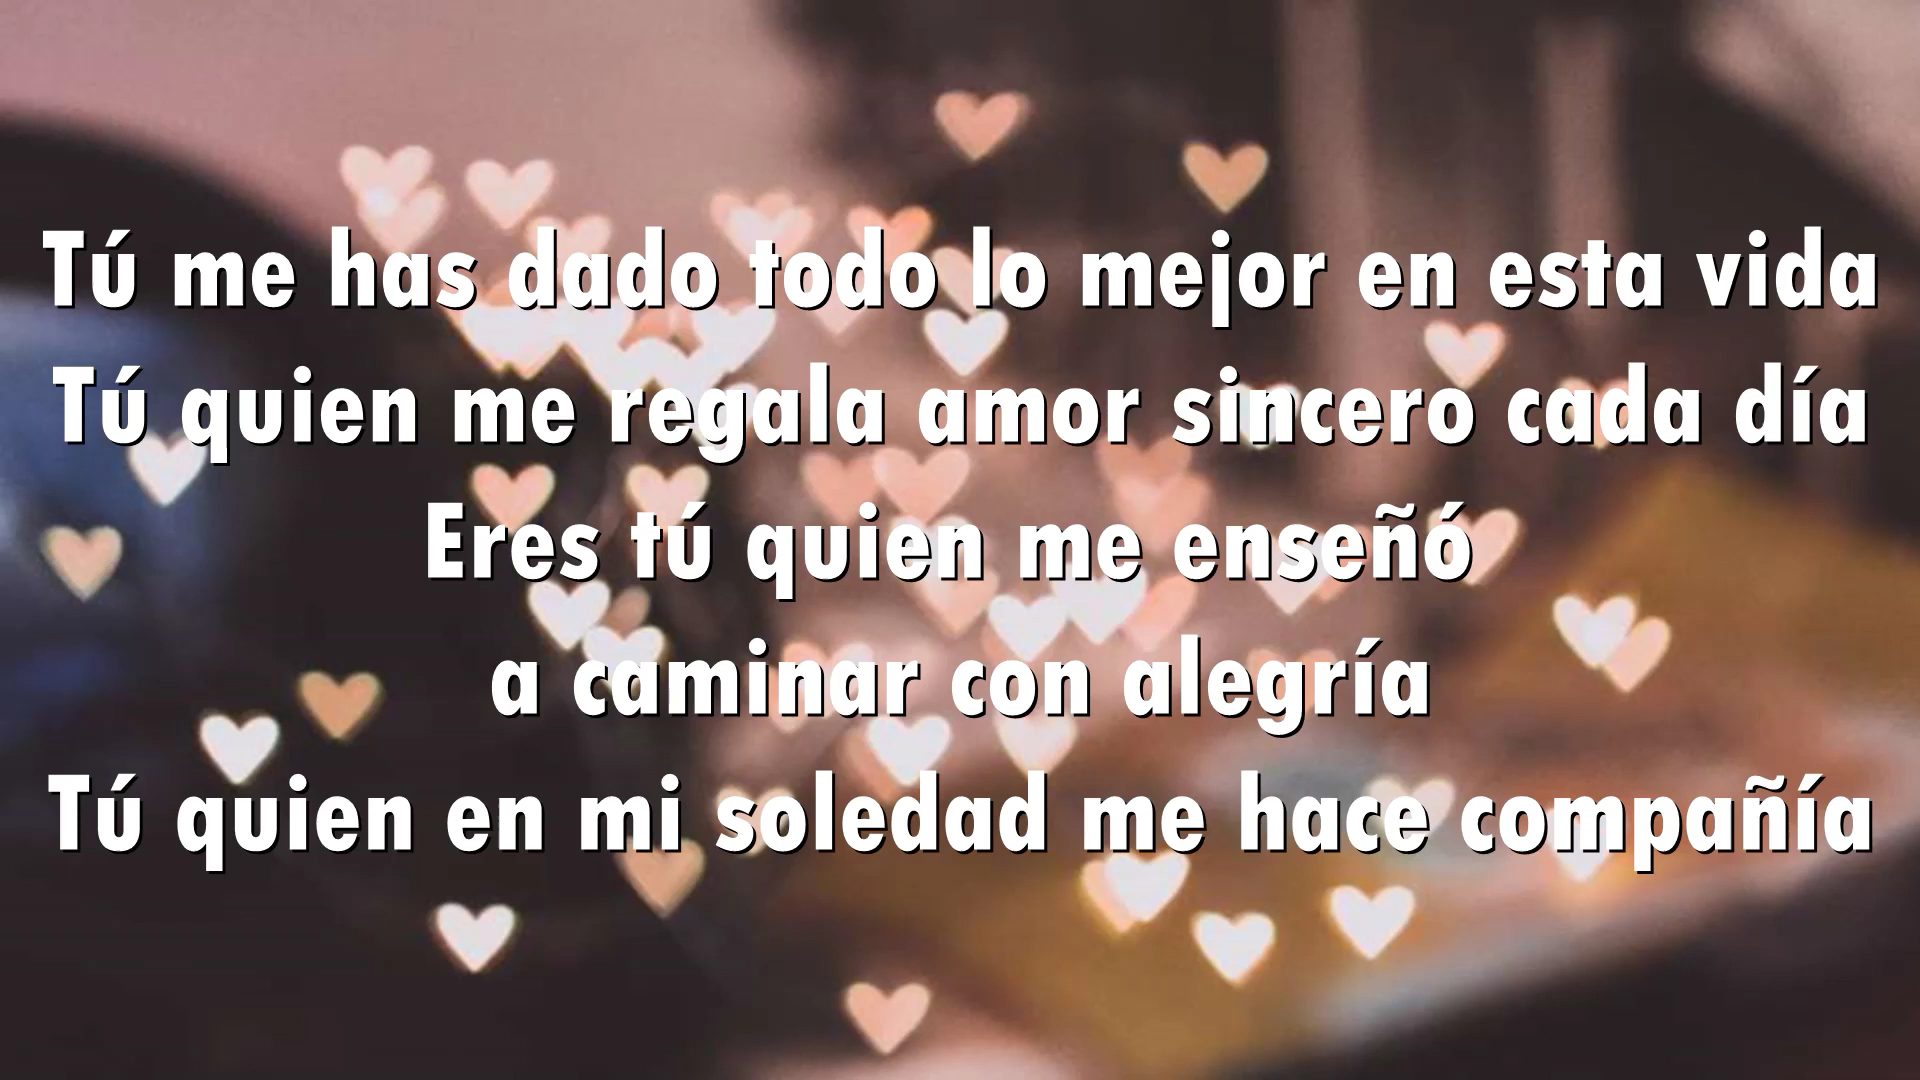 Tú me has dado todo lo mejor en esta vida
Tú quien me regala amor sincero cada día
Eres tú quien me enseñó
a caminar con alegría
Tú quien en mi soledad me hace compañía